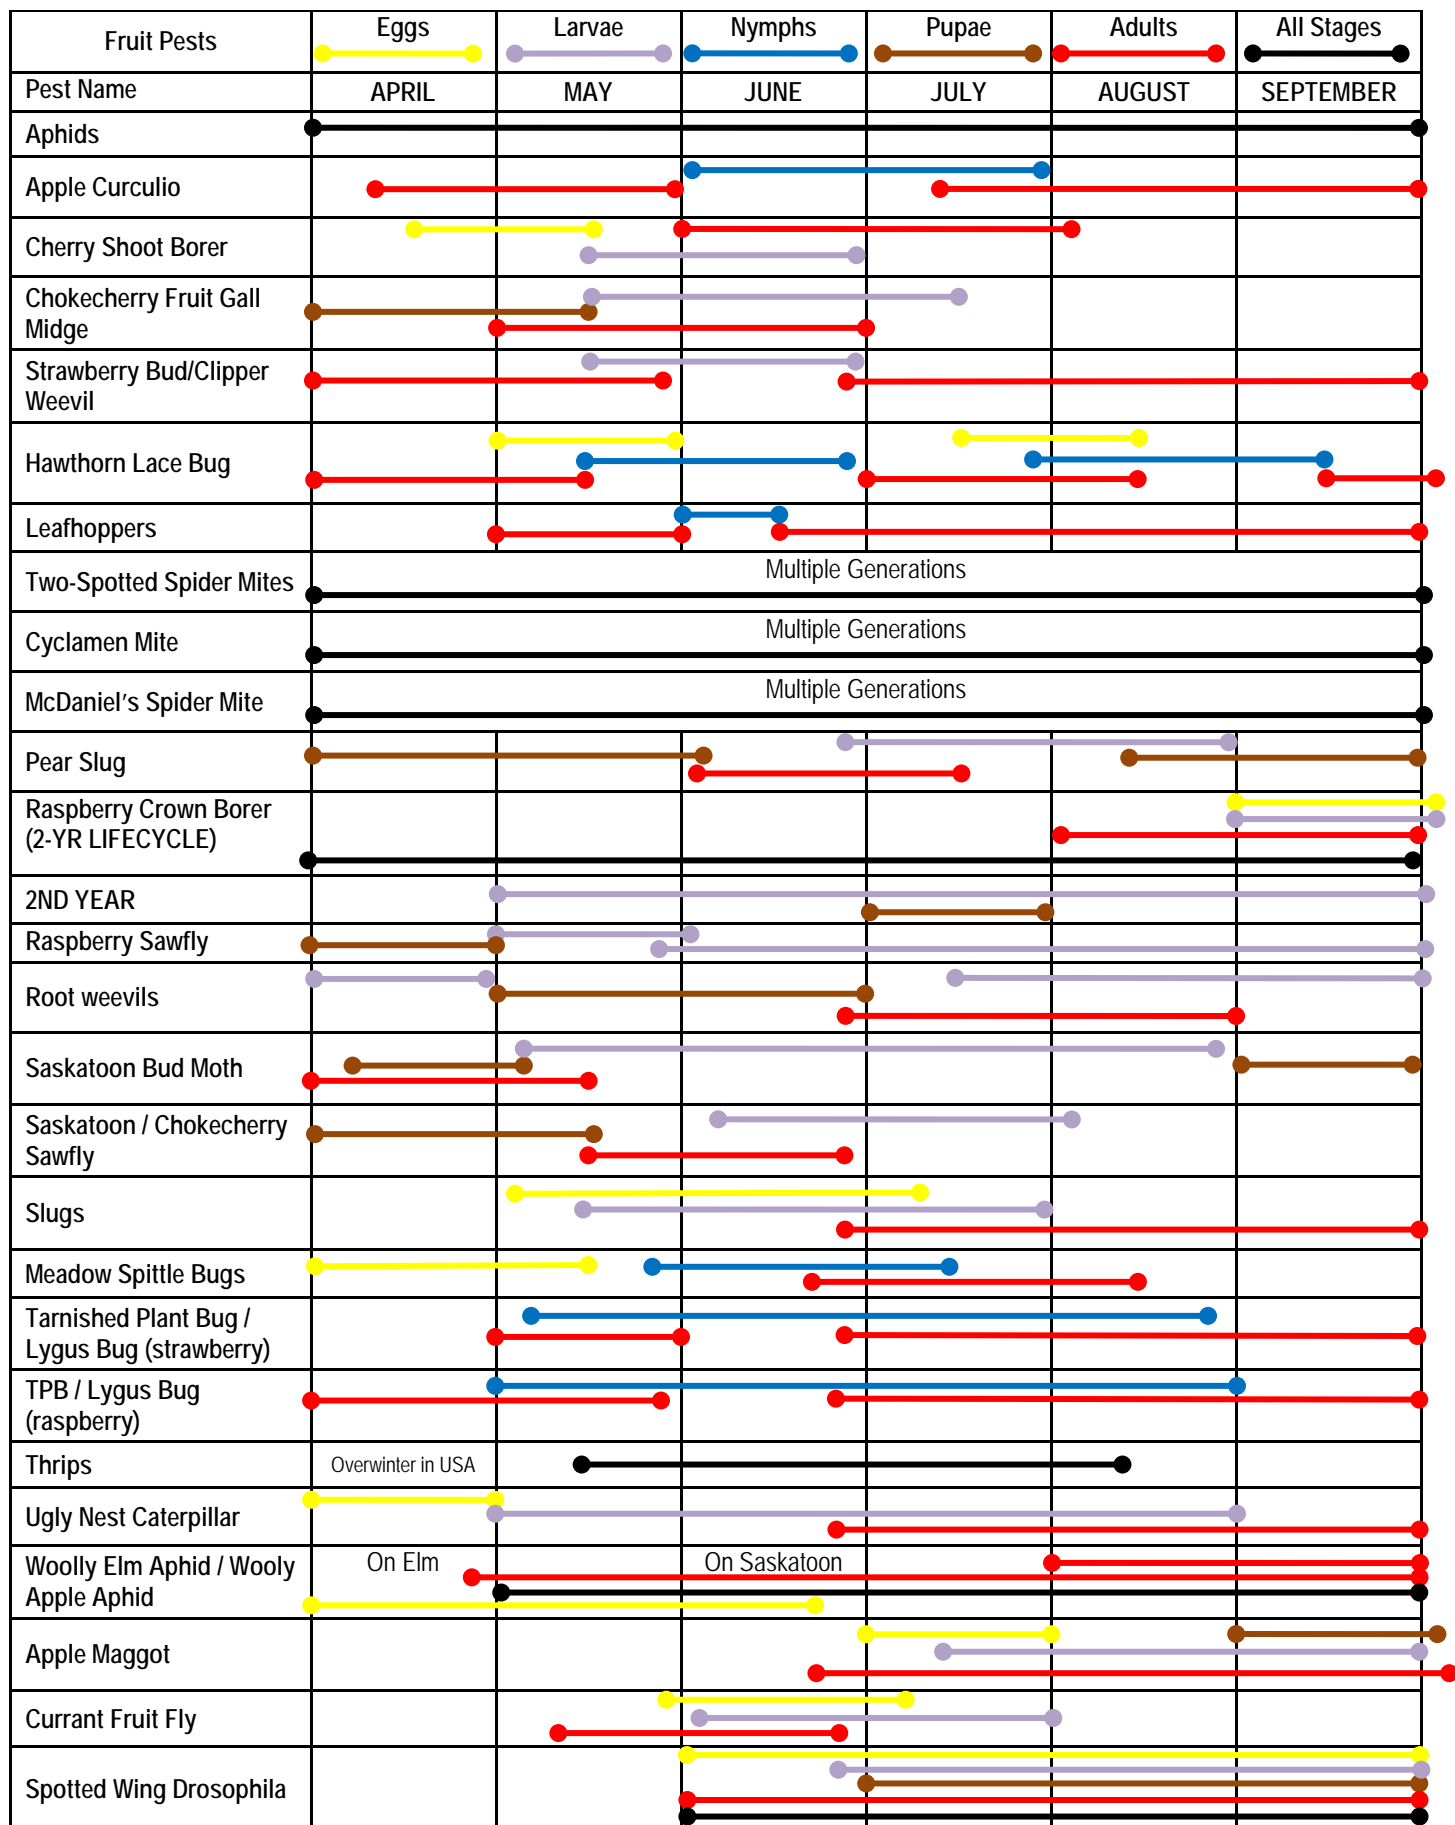 Fruit Pests
Eggs
Larvae
Nymphs
Pupae
Adults
All Stages
Pest Name
APRIL
MAY
JUNE
JULY
AUGUST
SEPTEMBER
Aphids
Apple Curculio
Cherry Shoot Borer
Chokecherry Fruit Gall
Midge
Strawberry Bud/Clipper
Weevil
Hawthorn Lace Bug
Leafhoppers
Two-Spotted Spider Mites
Multiple Generations
Cyclamen Mite
Multiple Generations
McDaniel's Spider Mite
Multiple Generations
Pear Slug
Raspberry Crown Borer
(2-YR LIFECYCLE)
2ND YEAR
Raspberry Sawfly
Root weevils
Saskatoon Bud Moth
Saskatoon / Chokecherry
Sawfly
Slugs
Meadow Spittle Bugs
Tarnished Plant Bug /
Lygus Bug (strawberry)
TPB / Lygus Bug
(raspberry)
Thrips
Overwinter in USA
Ugly Nest Caterpillar
Woolly Elm Aphid / Wooly
Apple Aphid
On Elm
On Saskatoon
Apple Maggot
Currant Fruit Fly
Spotted Wing Drosophila